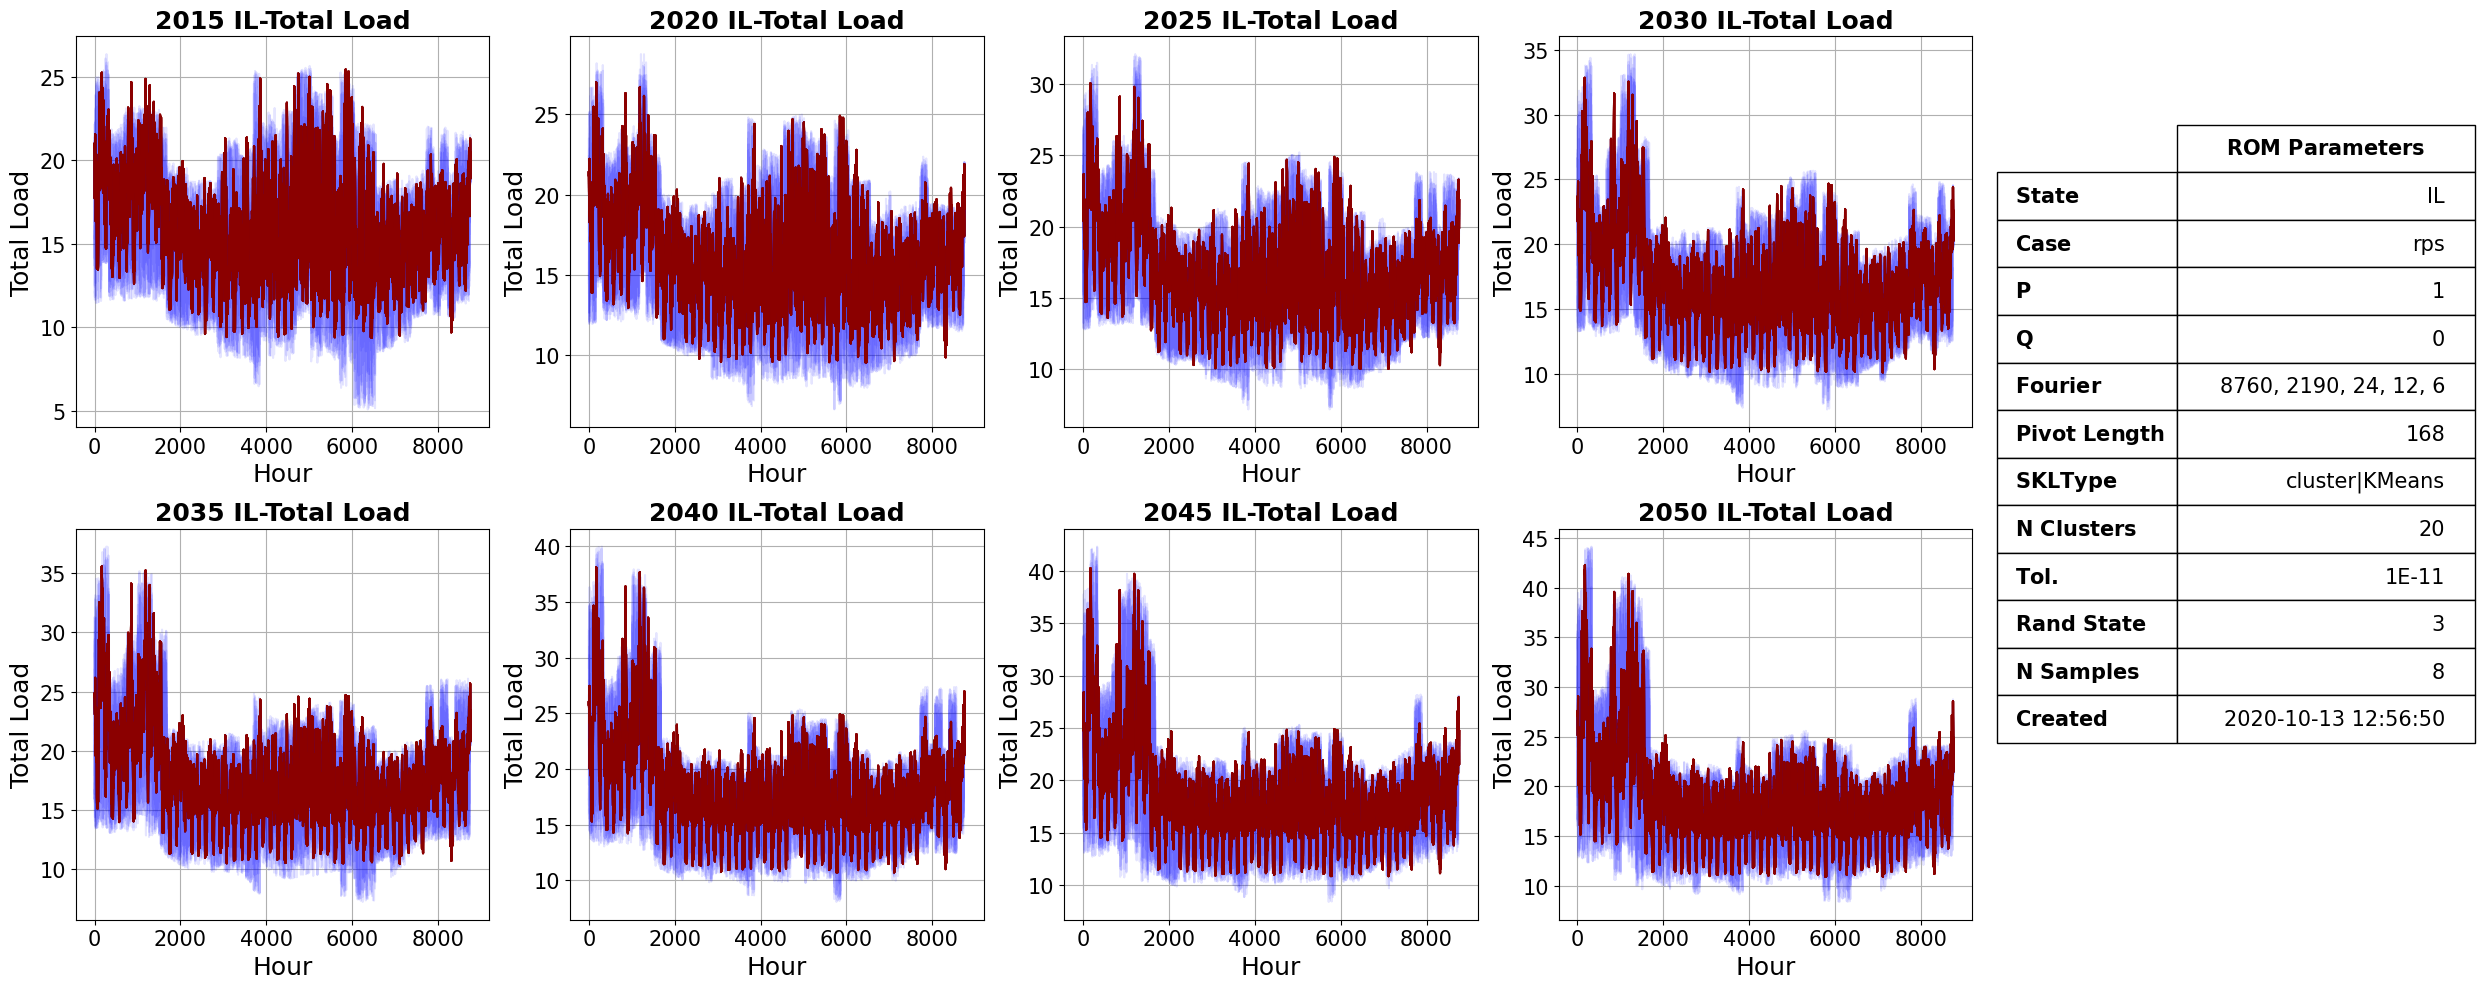 2015 IL-Total Load
Total Load
25
20
15
10
5
0 2000 4000 6000 8000
Hour
2020 IL-Total Load
Total Load
25
20
15
10
0 2000 4000 6000 8000
Hour
2025 IL-Total Load
Total Load
30
25
20
15
10
0 2000 4000 6000 8000
Hour
2030 IL-Total Load
Total Load
35
30
25
20
15
10
0 2000 4000 6000 8000
Hour
2035 IL-Total Load
Total Load
35
30
25
20
15
10
0 2000 4000 6000 8000
Hour
2040 IL-Total Load
Total Load
40
35
30
25
20
15
10
0 2000 4000 6000 8000
Hour
2045 IL-Total Load
Total Load
40
35
30
25
20
15
10
0 2000 4000 6000 8000
Hour
2050 IL-Total Load
Total Load
45
40
35
30
25
20
15
10
0 2000 4000 6000 8000
Hour
ROM Parameters
State IL
Case rps
P 1
Q 0
Fourier 8760, 2190, 24, 12, 6
Pivot Length 168
SKLType cluster|KMeans
N Clusters 20
Tol. 1E-11
Rand State 3
N Samples 8
Created 2020-10-13 12:56:50